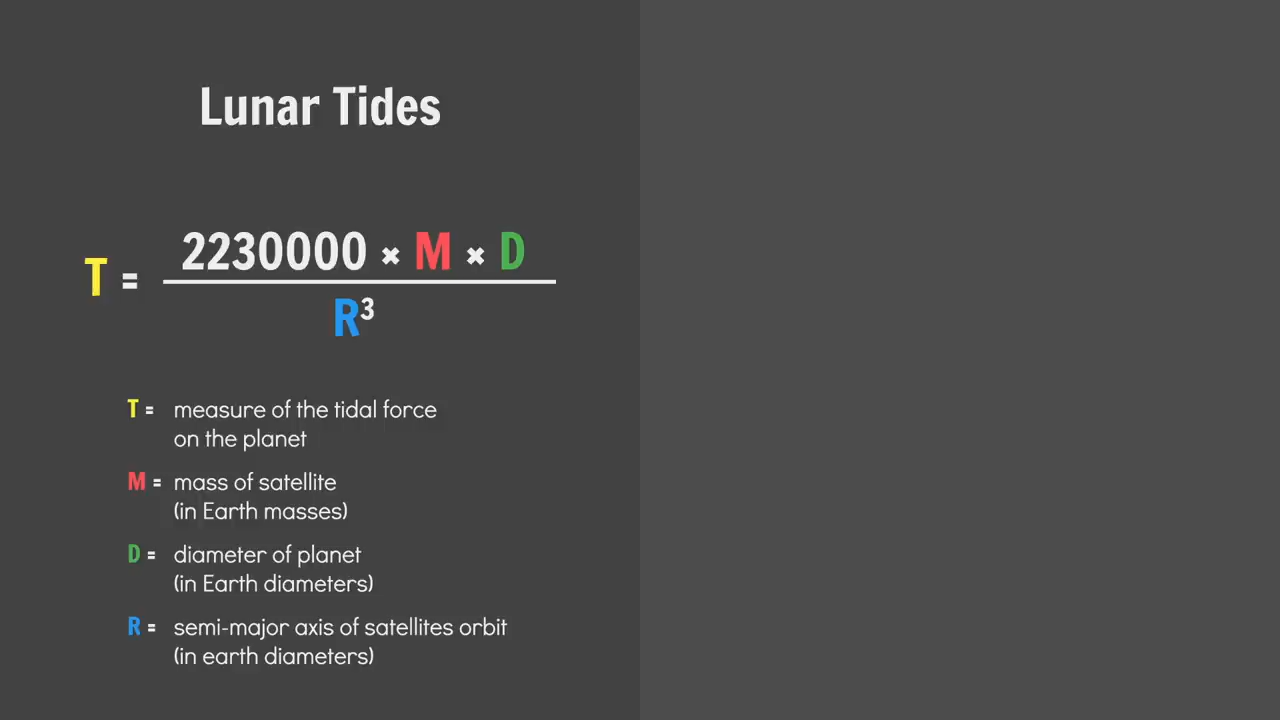 Lunar Tides
T = 2230000 × M × D
R³
T = measure of the tidal force
on the planet
M = mass of satellite
(in Earth masses)
D = diameter of planet
(in Earth diameters)
R = semi-major axis of satellites orbit
(in earth diameters)